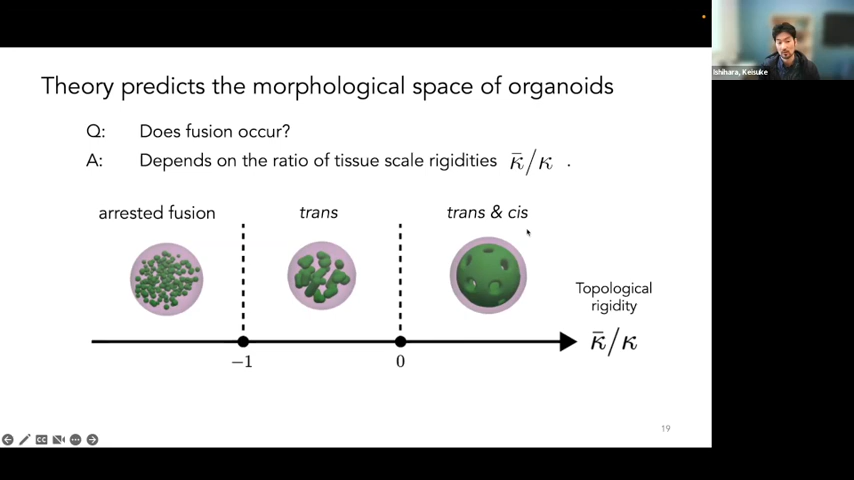 Ishihara, Keisuke
Theory predicts the morphological space of organoids
Q: Does fusion occur?
A: Depends on the ratio of tissue scale rigidities κ̄/κ .
arrested fusion trans trans & cis
Topological
rigidity
κ̄/κ
−1 0
19
CC